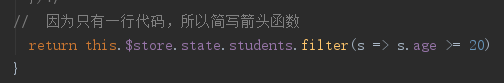 //  因为只有一行代码，所以简写箭头函数
return this.$store.state.students.filter(s => s.age >= 20)
}